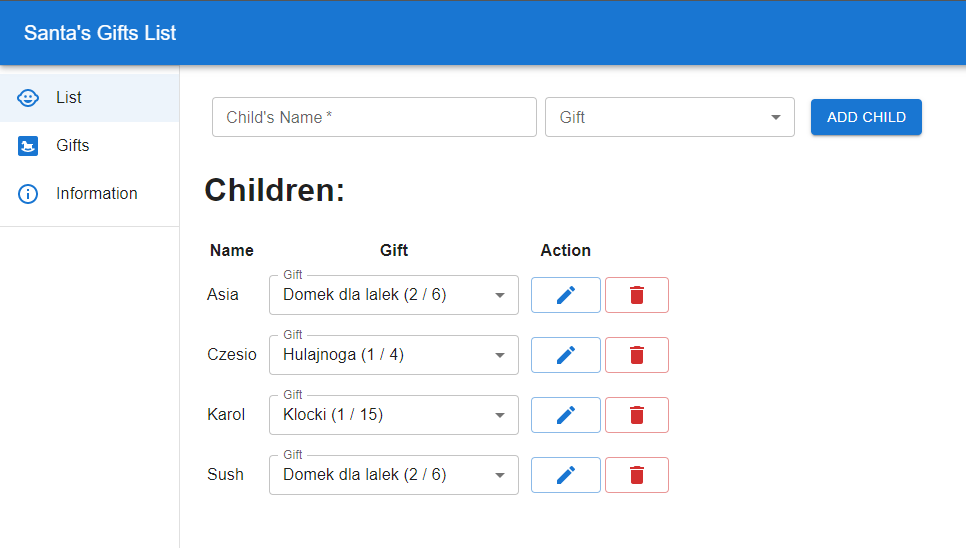 Santa's Gifts List
List
Gifts
Information
Child's Name *
Gift
ADD CHILD
Children:
Name Gift Action
Gift
Asia Domek dla lalek (2 / 6)
Gift
Czesio Hulajnoga (1 / 4)
Gift
Karol Klocki (1 / 15)
Gift
Sush Domek dla lalek (2 / 6)